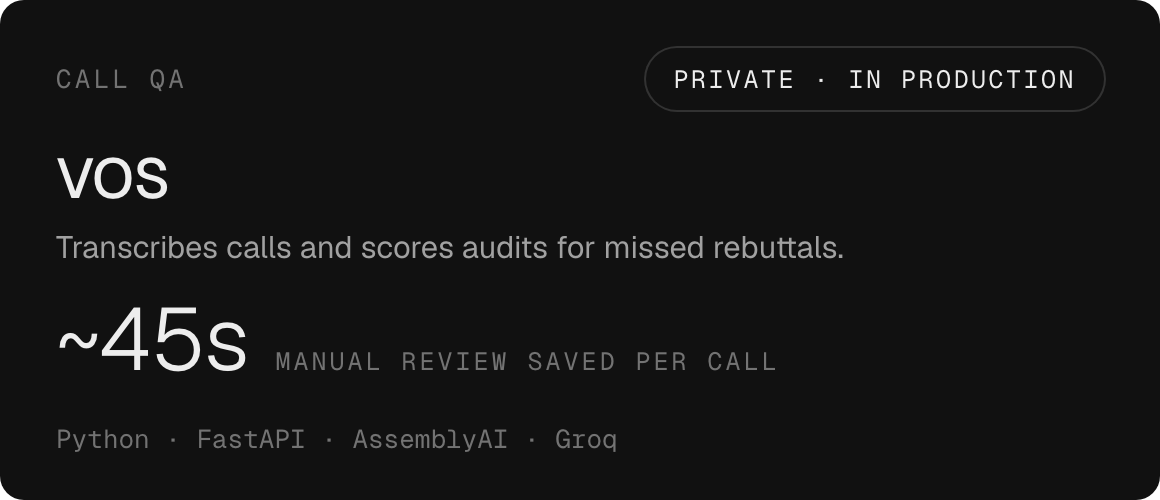 CALL QA
PRIVATE · IN PRODUCTION
vos
Transcribes calls and scores audits for missed rebuttals.
~45s MANUAL REVIEW SAVED PER CALL
Python · FastAPI · AssemblyAI · Groq